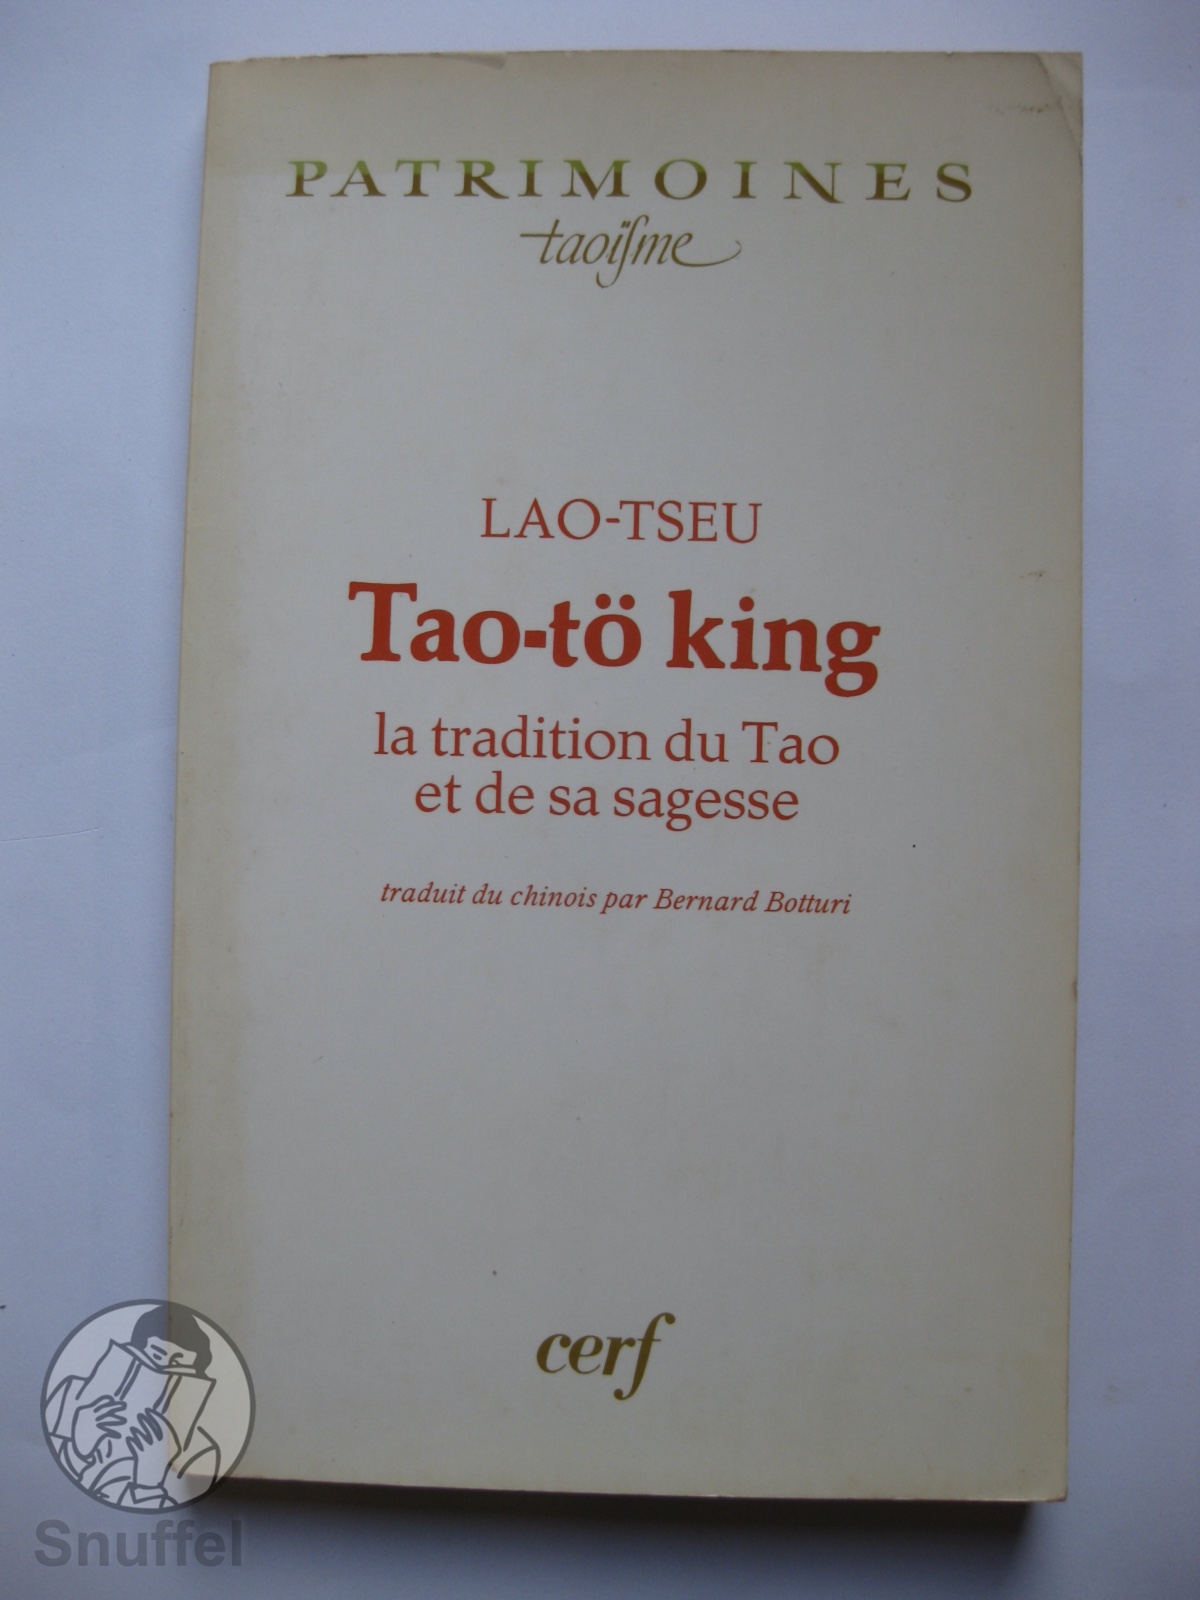 PATRIMOINES
taoïsme
LAO-TSEU
Tao-tö king
la tradition du Tao
et de sa sagesse
traduit du chinois par Bernard Botturi
cerf
Snuffel